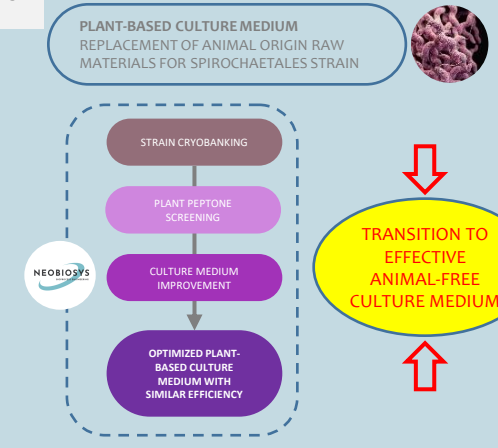 PLANT-BASED CULTURE MEDIUM
REPLACEMENT OF ANIMAL ORIGIN RAW
MATERIALS FOR SPIROCHAETALES STRAIN
STRAIN CRYOBANKING
PLANT PEPTONE
SCREENING
CULTURE MEDIUM
IMPROVEMENT
OPTIMIZED PLANT-
BASED CULTURE
MEDIUM WITH
SIMILAR EFFICIENCY
NEOBIOSYS
TRANSITION TO
EFFECTIVE
ANIMAL-FREE
CULTURE MEDIUM